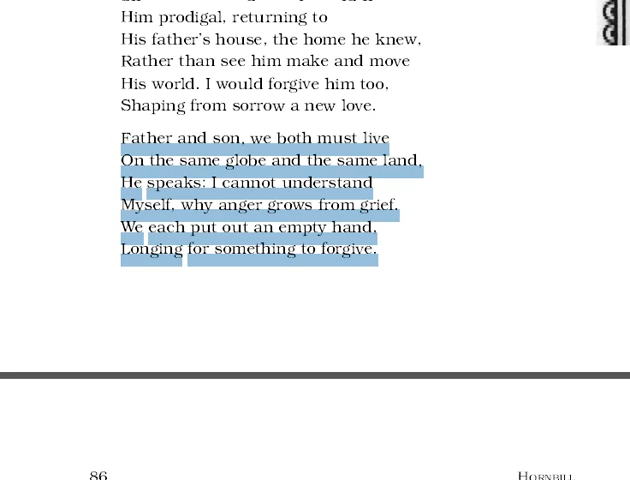 Him prodigal, returning to
His father's house, the home he knew,
Rather than see him make and move
His world. I would forgive him too,
Shaping from sorrow a new love.
Father and son, we both must live
On the same globe and the same land,
He speaks: I cannot understand
Myself, why anger grows from grief.
We each put out an empty hand,
Longing for something to forgive.
86 HORNBILL